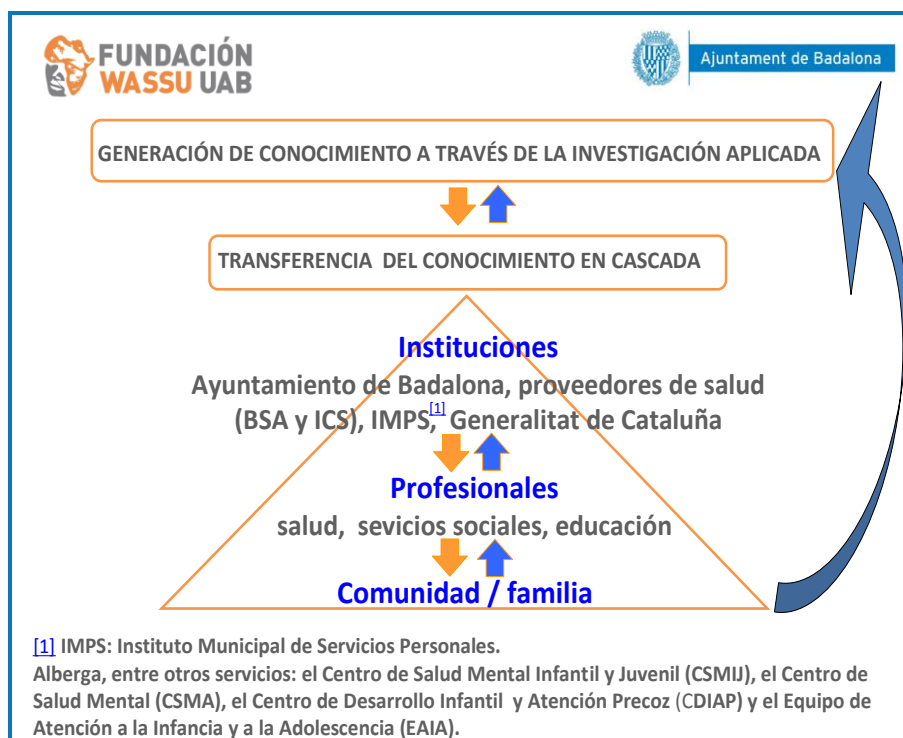 FUNDACIÓN
WASSU UAB
Ajuntament de Badalona
GENERACIÓN DE CONOCIMIENTO A TRAVÉS DE LA INVESTIGACIÓN APLICADA
TRANSFERENCIA DEL CONOCIMIENTO EN CASCADA
Instituciones
Ayuntamiento de Badalona, proveedores de salud
(BSA y ICS), IMPS,[1] Generalitat de Cataluña
Profesionales
salud, sevicios sociales, educación
Comunidad / familia
[1] IMPS: Instituto Municipal de Servicios Personales.
Alberga, entre otros servicios: el Centro de Salud Mental Infantil y Juvenil (CSMIJ), el Centro de
Salud Mental (CSMA), el Centro de Desarrollo Infantil y Atención Precoz (CDIAP) y el Equipo de
Atención a la Infancia y a la Adolescencia (EAIA).